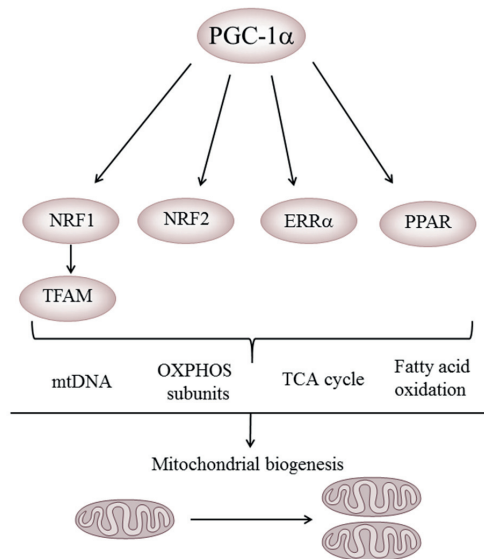 PGC-1α
NRF1
NRF2
ERRα
PPAR
TFAM
mtDNA
OXPHOS
subunits
TCA cycle
Fatty acid
oxidation
Mitochondrial biogenesis